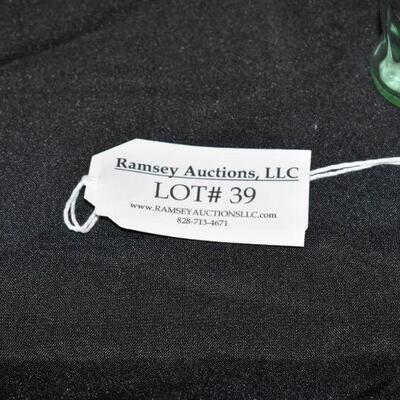 Ramsey Auctions, LLC
LOT# 39
WWW.RAMSEYAUCTIONSLLC.com
828-713-4671